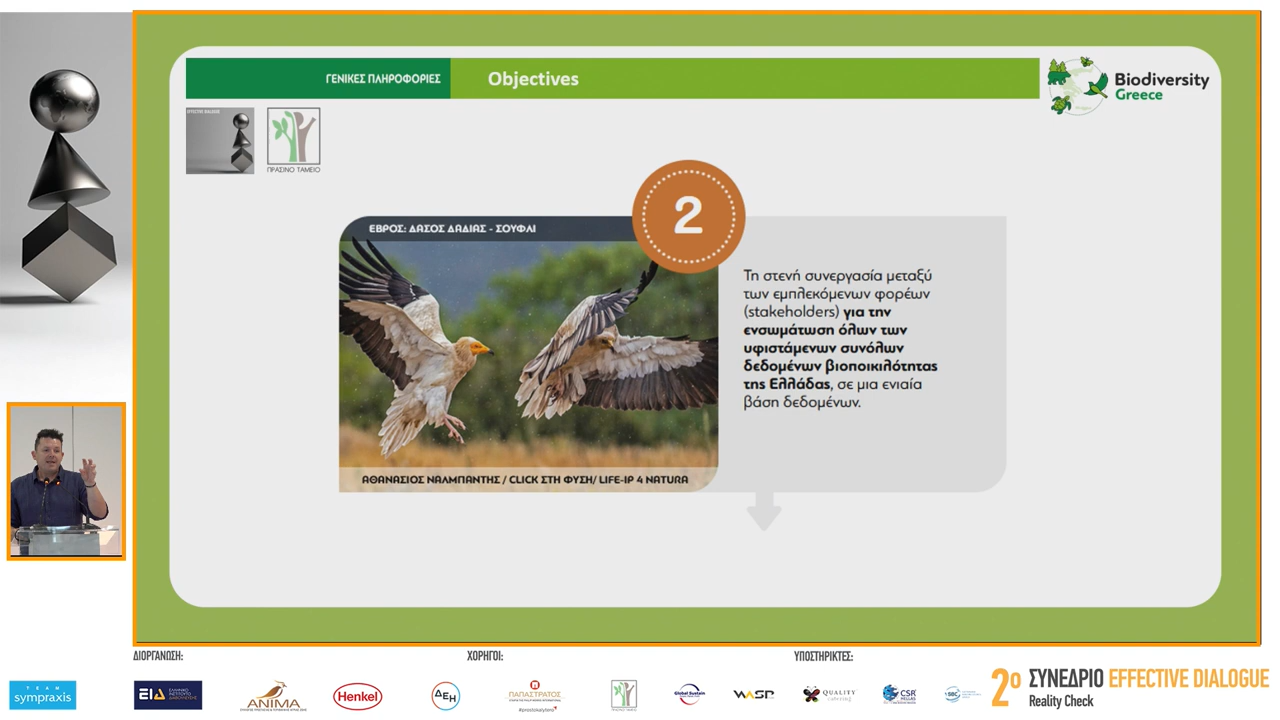 ΓΕΝΙΚΕΣ ΠΛΗΡΟΦΟΡΙΕΣ
Objectives
Biodiversity
Greece
ΠΡΑΣΙΝΟ ΤΑΜΕΙΟ
2
ΕΒΡΟΣ: ΔΑΣΟΣ ΔΑΔΙΑΣ - ΣΟΥΦΛΙ
Τη στενή συνεργασία μεταξύ
των εμπλεκόμενων φορέων
(stakeholders) για την
ενσωμάτωση όλων των
υφιστάμενων συνόλων
δεδομένων βιοποικιλότητας
της Ελλάδας, σε μια ενιαία
βάση δεδομένων.
ΑΘΑΝΑΣΙΟΣ ΝΑΛΜΠΑΝΤΗΣ / CLICK ΣΤΗ ΦΥΣΗ/ LIFE-IP 4 NATURA
ΔΙΟΡΓΑΝΩΣΗ:
ΧΟΡΗΓΟΙ:
ΥΠΟΣΤΗΡΙΚΤΕΣ:
TEAM
sympraxis
ΕΙΔ
ANIMA
Henkel
ΔΕΗ
ΠΑΠΑΣΤΡΑΤΟΣ
Global Sustain
WASP
QUALITY
CSR
HELLAS
2ο ΣΥΝΕΔΡΙΟ EFFECTIVE DIALOGUE
Reality Check